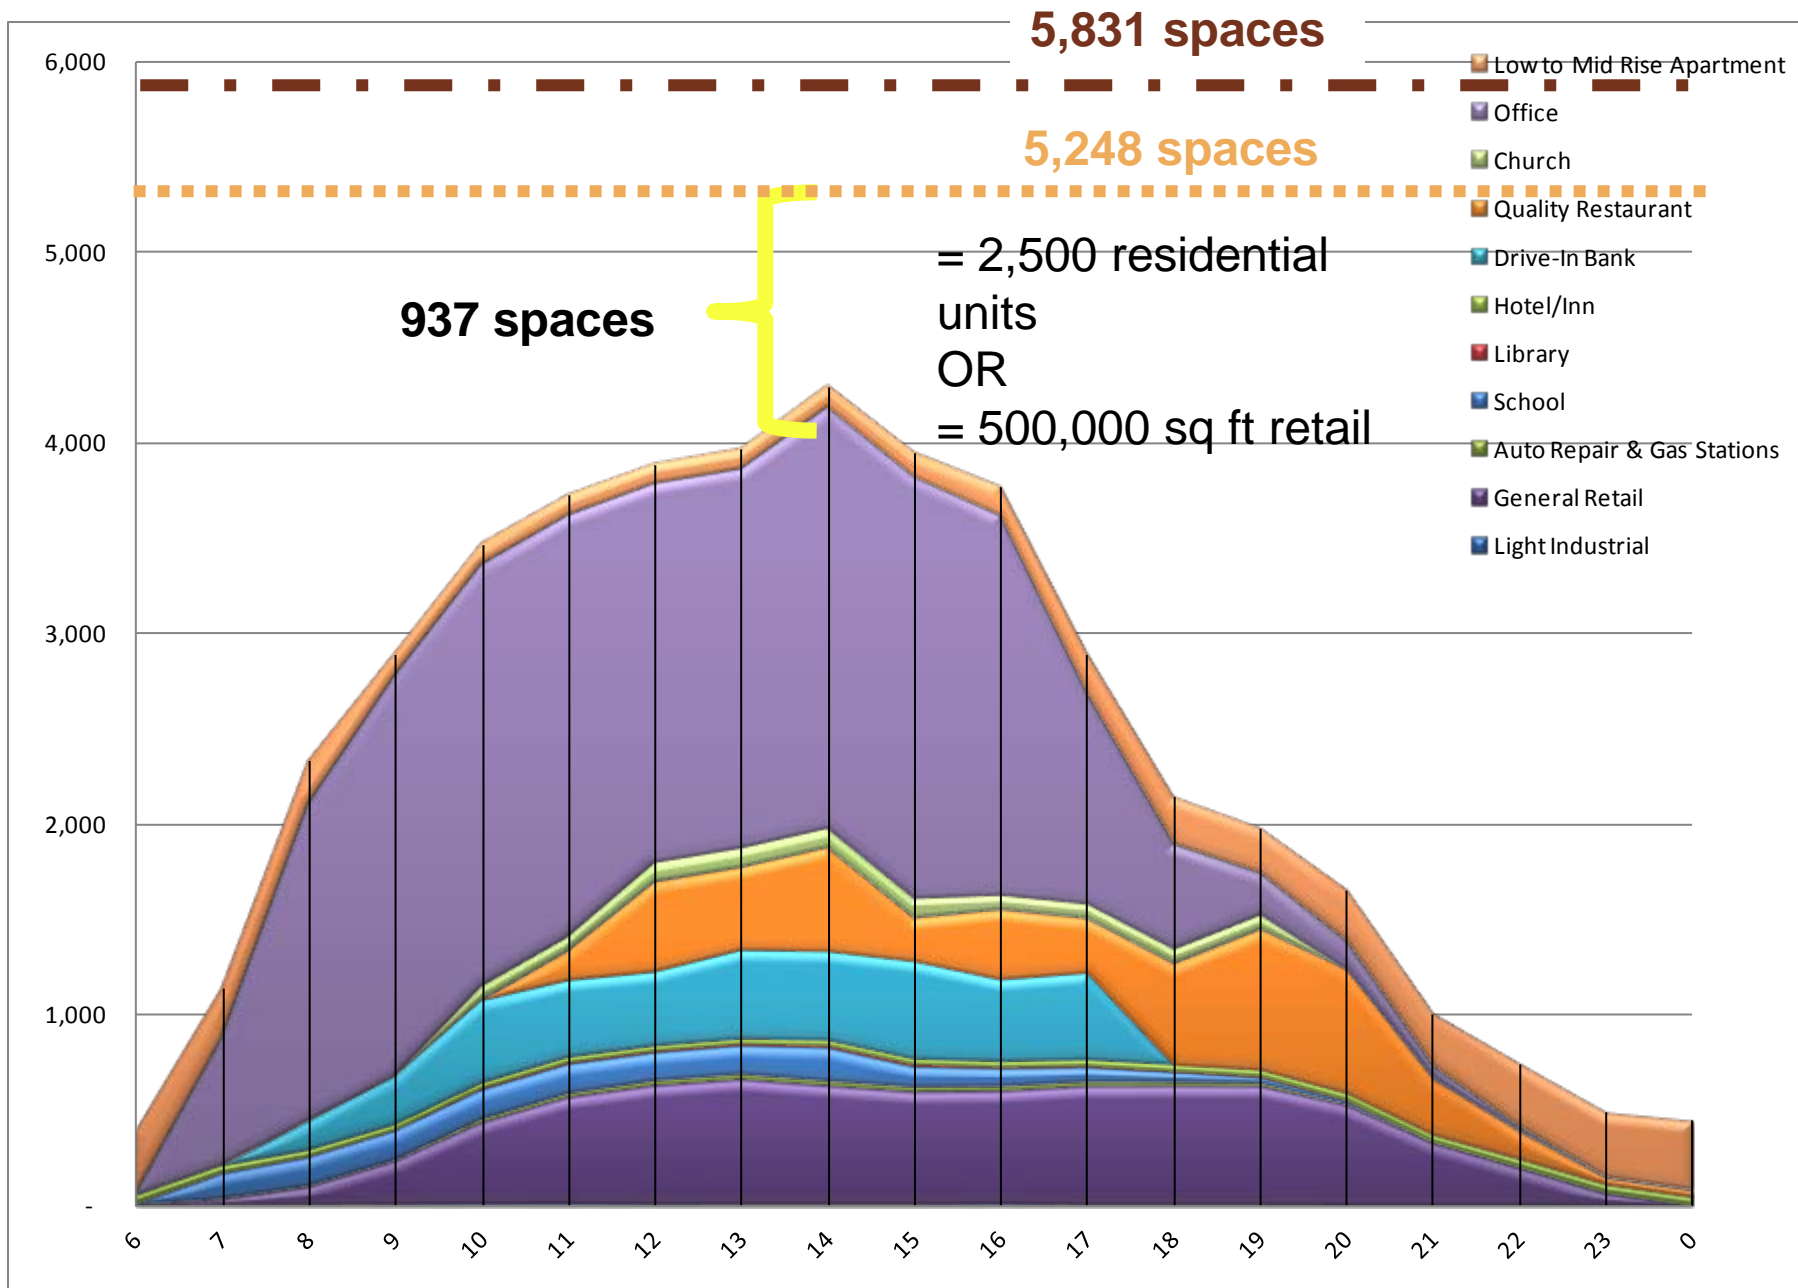 5,831 spaces
6,000
Low to Mid Rise Apartment
Office
5,248 spaces
Church
Quality Restaurant
5,000
= 2,500 residential
units
OR
= 500,000 sq ft retail
Drive-In Bank
937 spaces
Hotel/Inn
Library
School
4,000
Auto Repair & Gas Stations
General Retail
Light Industrial
3,000
2,000
1,000
-
6 7 8 9 10 11 12 13 14 15 16 17 18 19 20 21 22 23 0